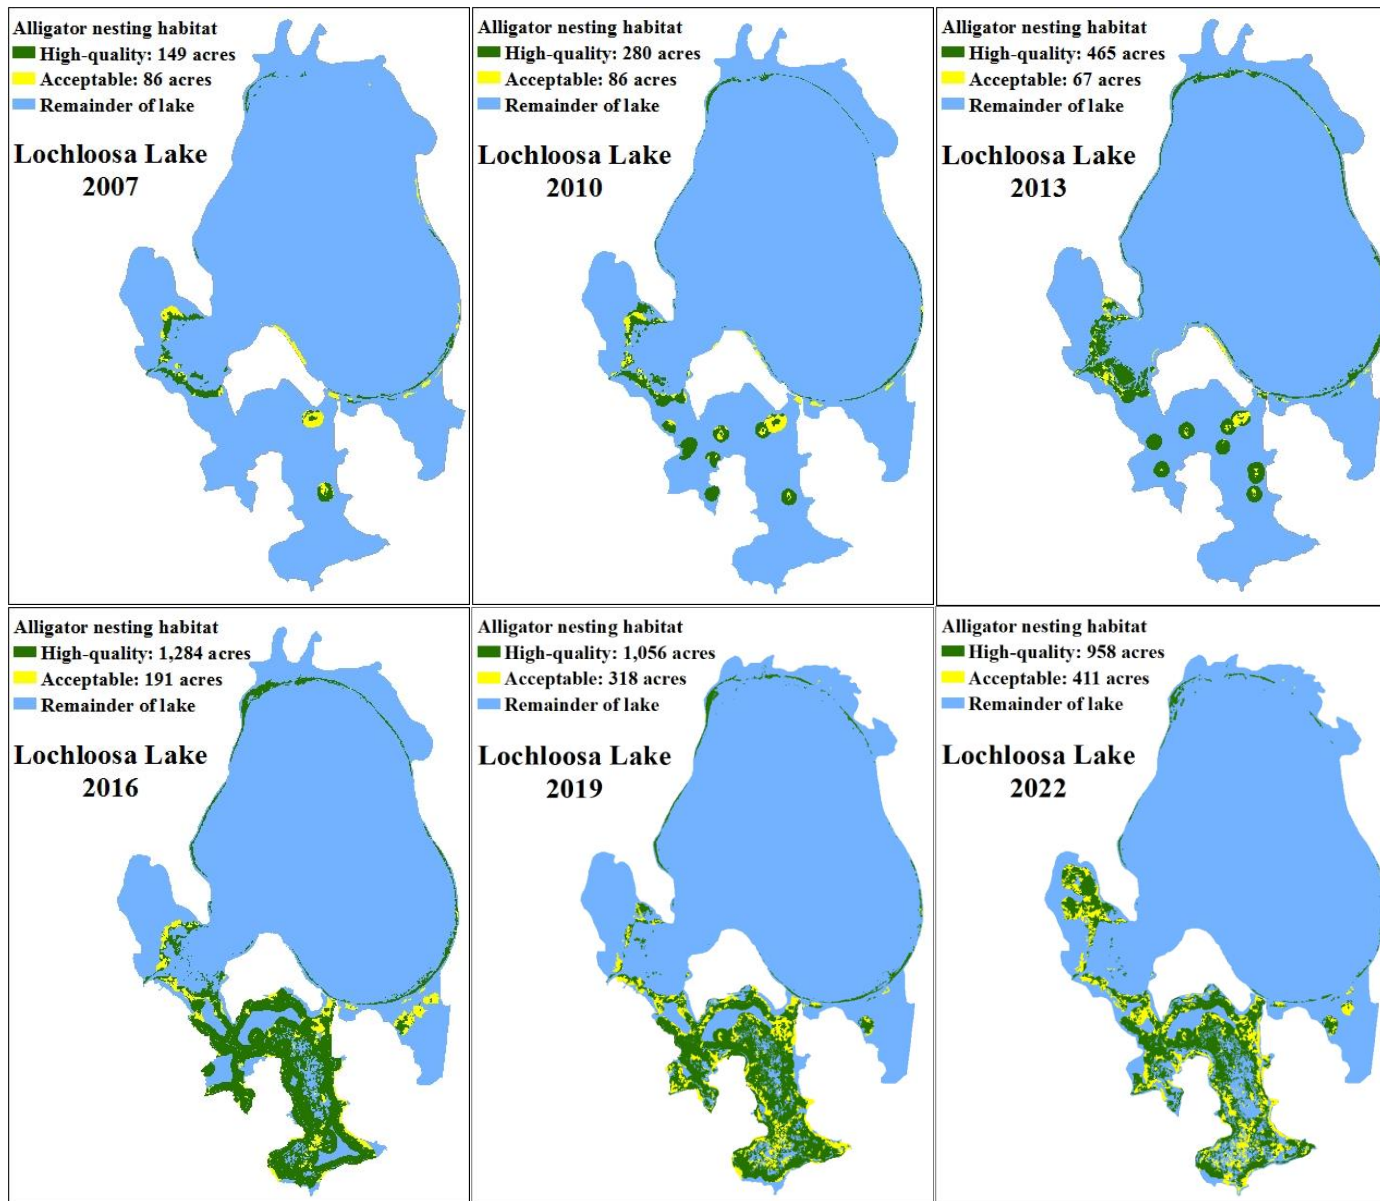 Alligator nesting habitat
High-quality: 149 acres
Acceptable: 86 acres
Remainder of lake
Lochloosa Lake
2007
Alligator nesting habitat
High-quality: 280 acres
Acceptable: 86 acres
Remainder of lake
Lochloosa Lake
2010
Alligator nesting habitat
High-quality: 465 acres
Acceptable: 67 acres
Remainder of lake
Lochloosa Lake
2013
Alligator nesting habitat
High-quality: 1,284 acres
Acceptable: 191 acres
Remainder of lake
Lochloosa Lake
2016
Alligator nesting habitat
High-quality: 1,056 acres
Acceptable: 318 acres
Remainder of lake
Lochloosa Lake
2019
Alligator nesting habitat
High-quality: 958 acres
Acceptable: 411 acres
Remainder of lake
Lochloosa Lake
2022